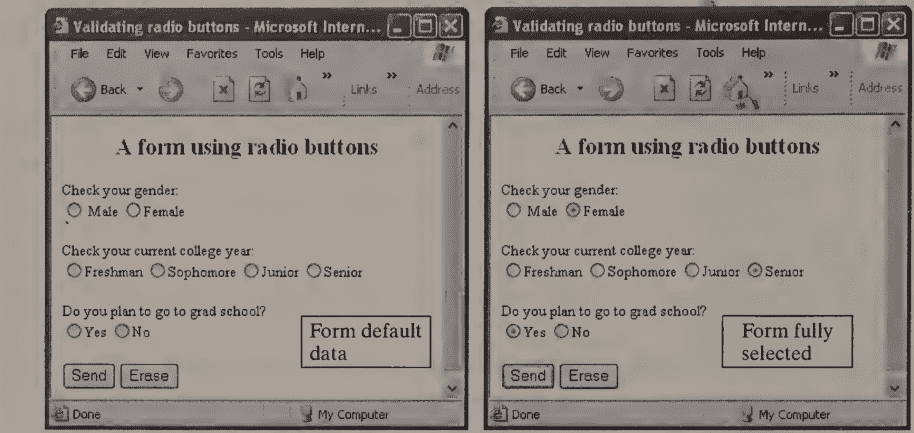 Validating radio buttons - Microsoft Intern...
File Edit View Favorites Tools Help
Back » Links » Address
A form using radio buttons
Check your gender:
Male Female
Check your current college year:
Freshman Sophomore Junior Senior
Do you plan to go to grad school?
Yes No
Form default
data
Send Erase
Done My Computer
Validating radio buttons - Microsoft Intern...
File Edit View Favorites Tools Help
Back » Links » Address
A form using radio buttons
Check your gender:
Male Female
Check your current college year:
Freshman Sophomore Junior Senior
Do you plan to go to grad school?
Yes No
Form fully
selected
Send Erase
Done My Computer